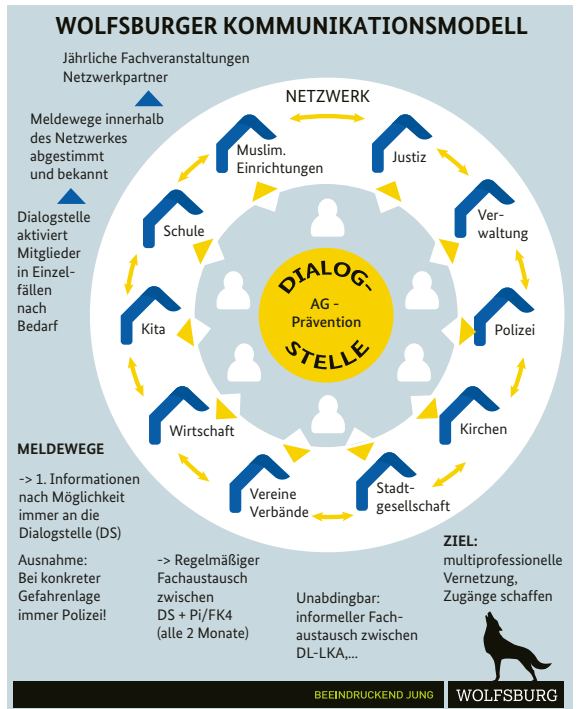 WOLFSBURGER KOMMUNIKATIONSMODELL
Jährliche Fachveranstaltungen
Netzwerkpartner
Meldewege innerhalb
des Netzwerkes
abgestimmt
und bekannt
Dialogstelle
aktiviert
Mitglieder
in Einzel-
fällen
nach
Bedarf
NETZWERK
Muslim.
Einrichtungen
Justiz
Ver-
waltung
Polizei
Kirchen
Stadt-
gesellschaft
Vereine
Verbände
Wirtschaft
Kita
Schule
DIALOG-
AG -
Prävention
STELLE
MELDEWEGE
-> 1. Informationen
nach Möglichkeit
immer an die
Dialogstelle (DS)
Ausnahme:
Bei konkreter
Gefahrenlage
immer Polizei!
-> Regelmäßiger
Fachaustausch
zwischen
DS + Pi/FK4
(alle 2 Monate)
Unabdingbar:
informeller Fach-
austausch zwischen
DL-LKA,...
ZIEL:
multiprofessionelle
Vernetzung,
Zugänge schaffen
BEEINDRUCKEND JUNG
WOLFSBURG